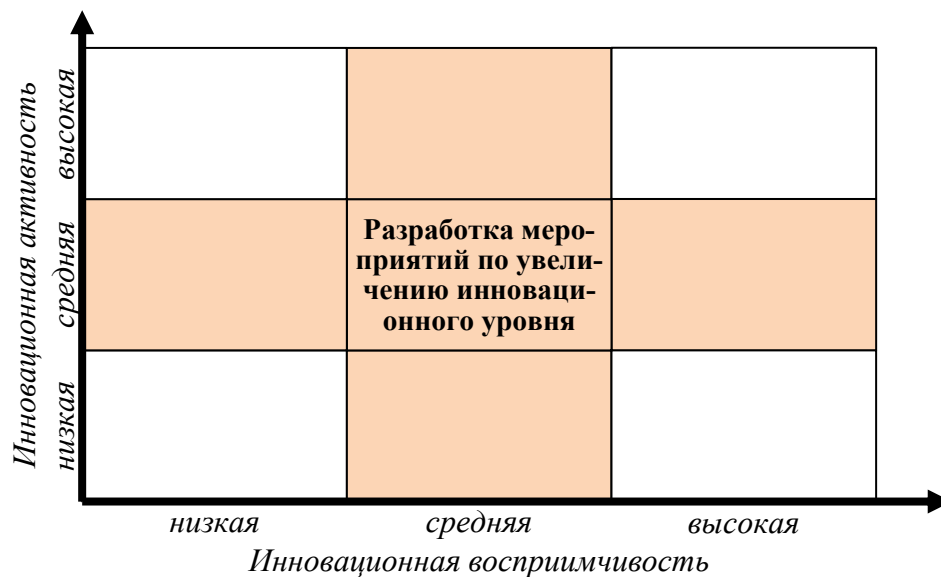 Инновационная активность
высокая
средняя
низкая
Разработка меро-
приятий по увели-
чению инноваци-
онного уровня
низкая
средняя
высокая
Инновационная восприимчивость